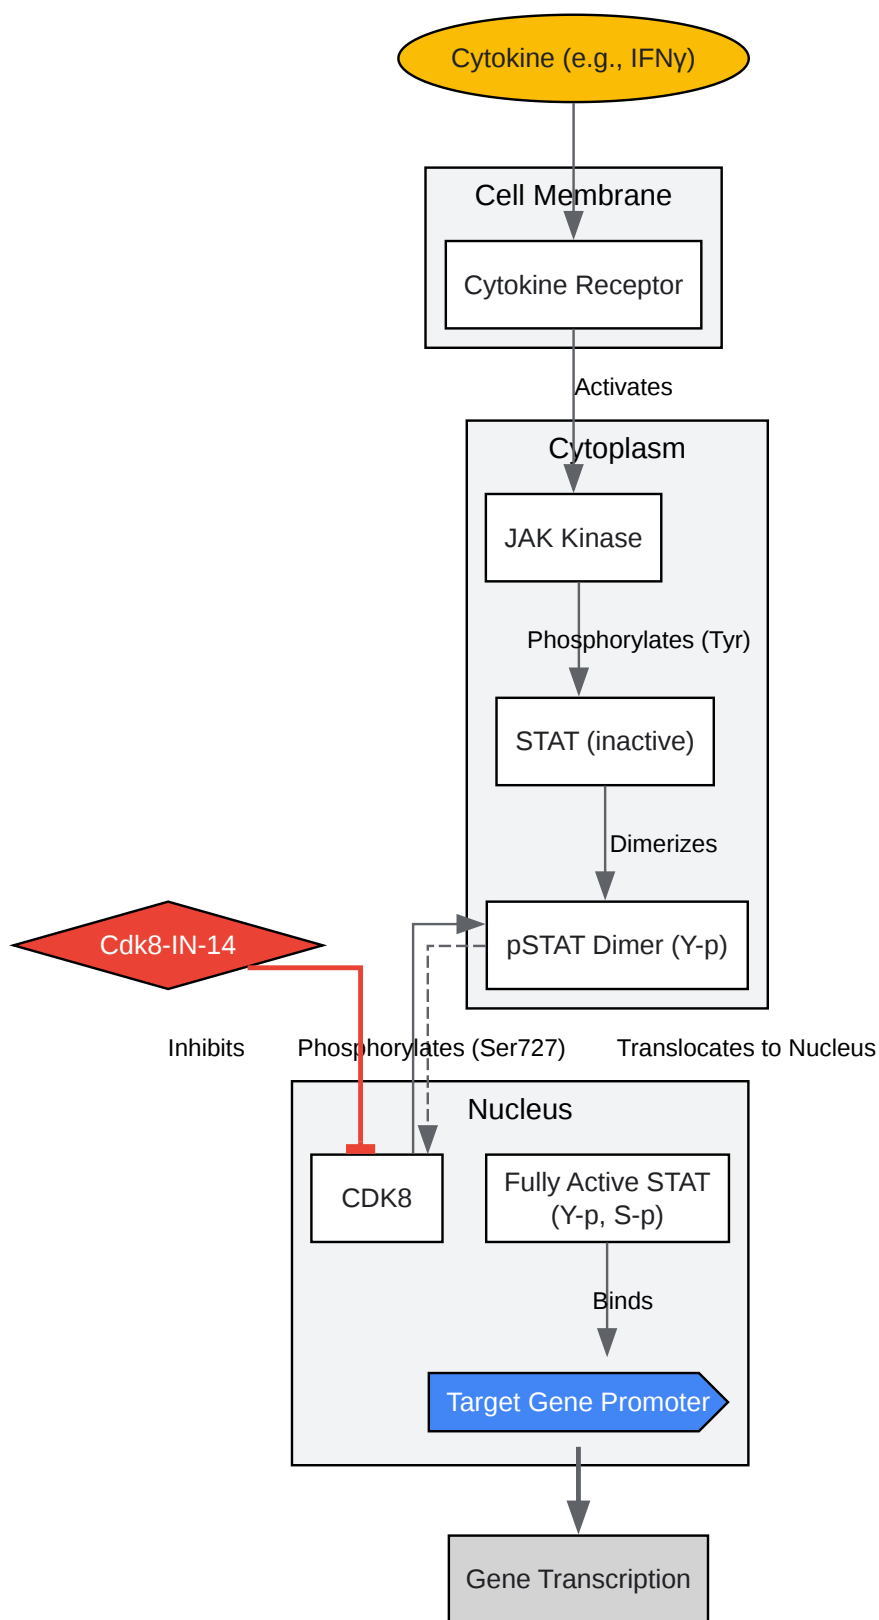 Cytokine (e.g., IFNγ)
Cell Membrane
Cytokine Receptor
Activates
Cytoplasm
JAK Kinase
Phosphorylates (Tyr)
STAT (inactive)
Dimerizes
Cdk8-IN-14
pSTAT Dimer (Y-p)
Inhibits
Phosphorylates (Ser727)
Translocates to Nucleus
Nucleus
CDK8
Fully Active STAT
(Y-p, S-p)
Binds
Target Gene Promoter
Gene Transcription